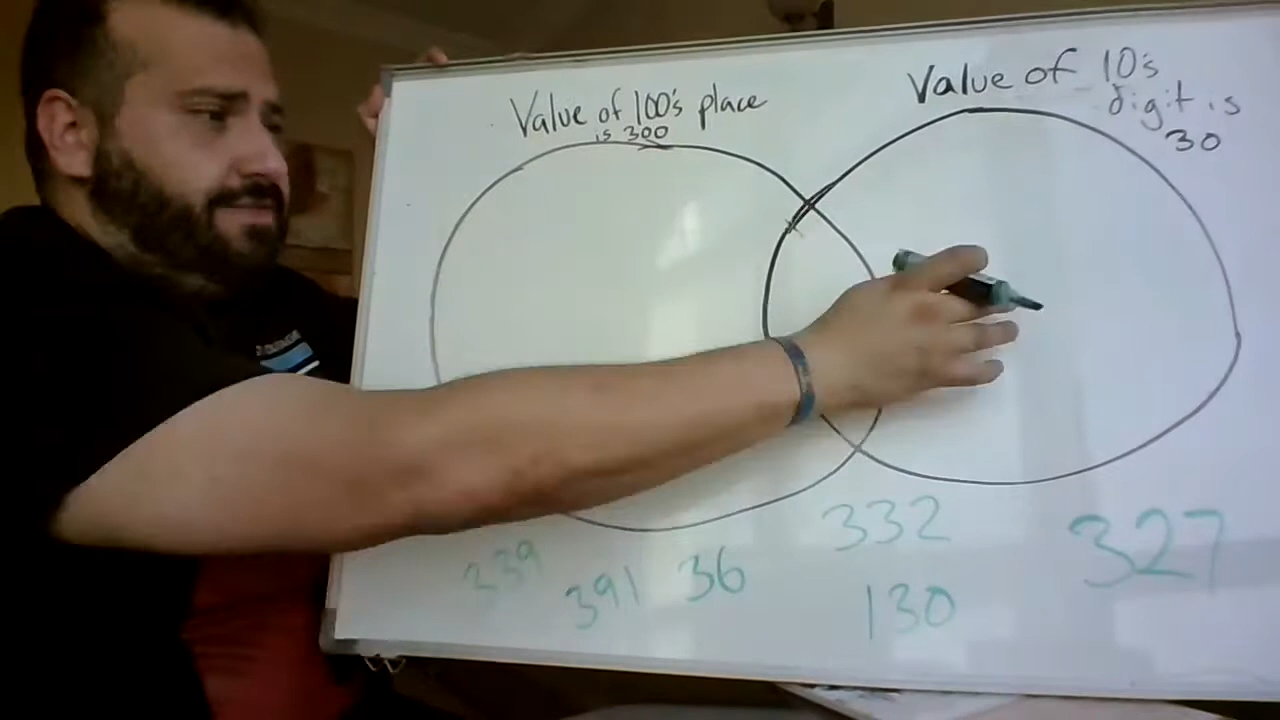 Value of 100's place
is 300
Value of 10's
digit is
30
339
391
36
332
130
327